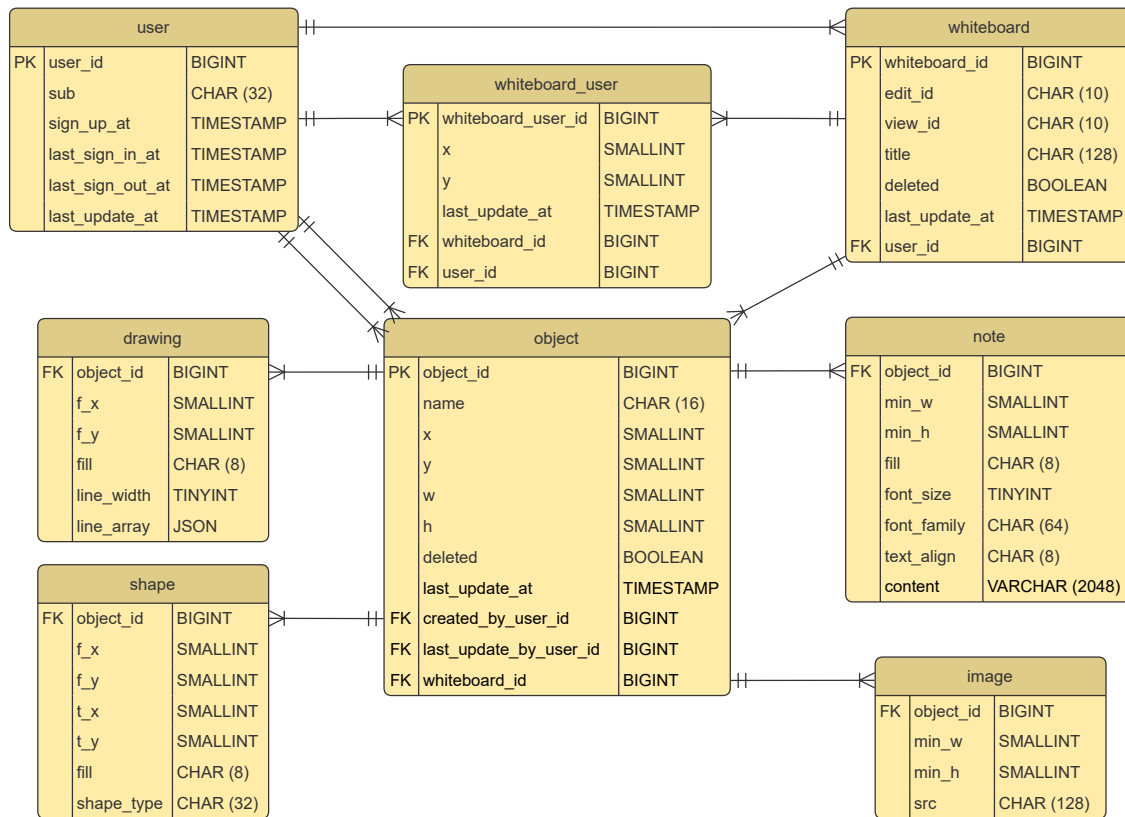 user
PK user_id BIGINT
sub CHAR (32)
sign_up_at TIMESTAMP
last_sign_in_at TIMESTAMP
last_sign_out_at TIMESTAMP
last_update_at TIMESTAMP
whiteboard_user
PK whiteboard_user_id BIGINT
x SMALLINT
y SMALLINT
last_update_at TIMESTAMP
FK whiteboard_id BIGINT
FK user_id BIGINT
whiteboard
PK whiteboard_id BIGINT
edit_id CHAR (10)
view_id CHAR (10)
title CHAR (128)
deleted BOOLEAN
last_update_at TIMESTAMP
FK user_id BIGINT
drawing
FK object_id BIGINT
f_x SMALLINT
f_y SMALLINT
fill CHAR (8)
line_width TINYINT
line_array JSON
object
PK object_id BIGINT
name CHAR (16)
x SMALLINT
y SMALLINT
w SMALLINT
h SMALLINT
deleted BOOLEAN
last_update_at TIMESTAMP
FK created_by_user_id BIGINT
FK last_update_by_user_id BIGINT
FK whiteboard_id BIGINT
note
FK object_id BIGINT
min_w SMALLINT
min_h SMALLINT
fill CHAR (8)
font_size TINYINT
font_family CHAR (64)
text_align CHAR (8)
content VARCHAR (2048)
shape
FK object_id BIGINT
f_x SMALLINT
f_y SMALLINT
t_x SMALLINT
t_y SMALLINT
fill CHAR (8)
shape_type CHAR (32)
image
FK object_id BIGINT
min_w SMALLINT
min_h SMALLINT
src CHAR (128)